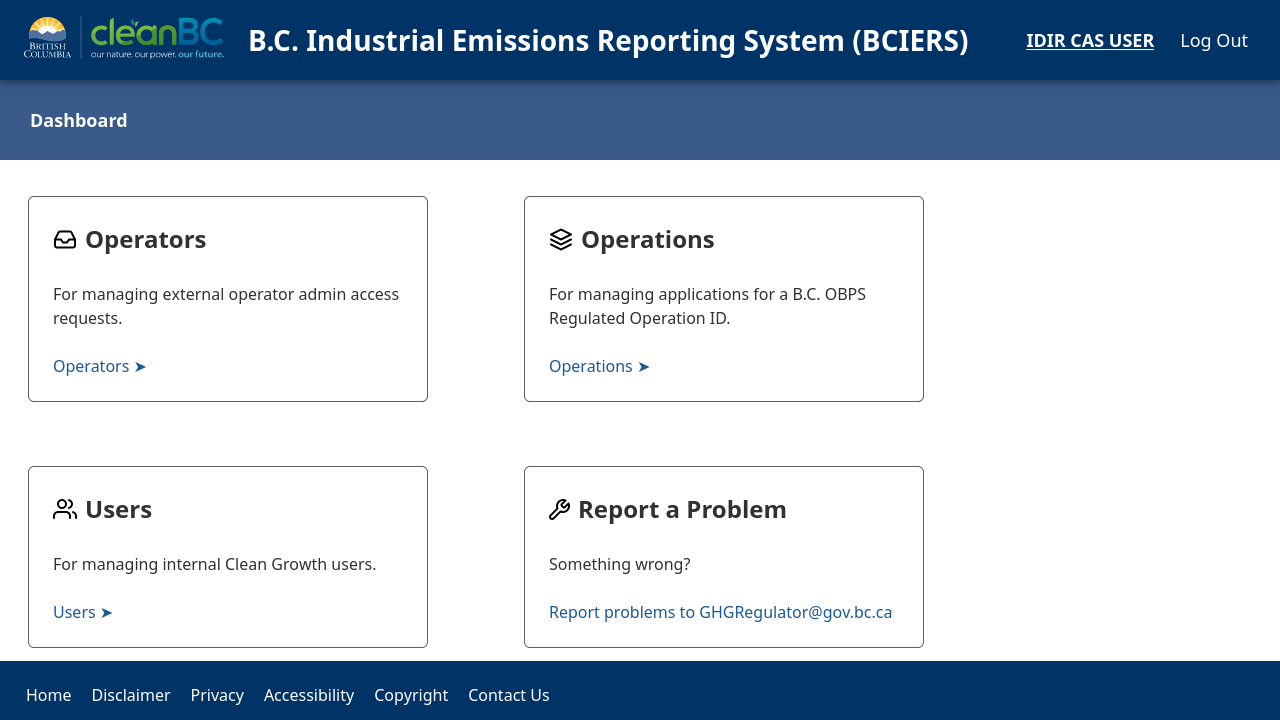 BRITISH
COLUMBIA
cleanBC
our nature. our power. our future.
B.C. Industrial Emissions Reporting System (BCIERS)
IDIR CAS USER
Log Out
Dashboard
Operators
For managing external operator admin access
requests.
Operators ➤
Operations
For managing applications for a B.C. OBPS
Regulated Operation ID.
Operations ➤
Users
For managing internal Clean Growth users.
Users ➤
Report a Problem
Something wrong?
Report problems to GHGRegulator@gov.bc.ca
Home Disclaimer Privacy Accessibility Copyright Contact Us